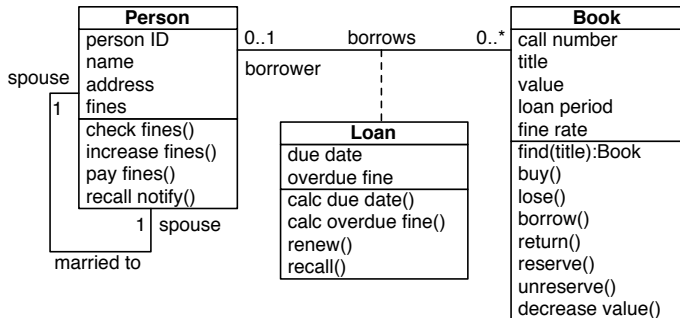 Person
person ID
name
address
fines
check fines()
increase fines()
pay fines()
recall notify()
spouse
1
1 spouse
married to
0..1 borrows 0..*
borrower
Loan
due date
overdue fine
calc due date()
calc overdue fine()
renew()
recall()
Book
call number
title
value
loan period
fine rate
find(title):Book
buy()
lose()
borrow()
return()
reserve()
unreserve()
decrease value()